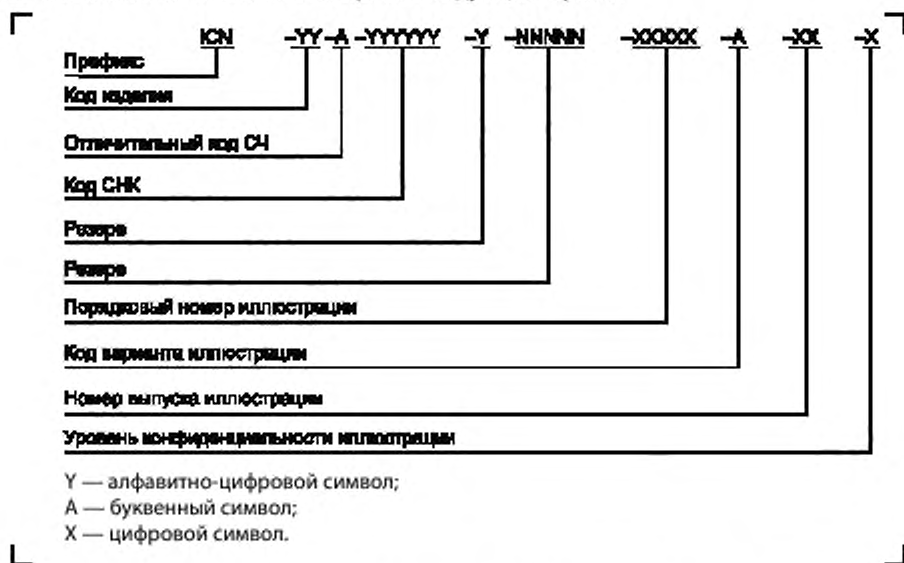 ICN -YY -A -YYYYYY -Y -NNNNN -XXXXX -A -XX -X
Префикс
Код изделия
Отличительный код СЧ
Код СНК
Резерв
Резерв
Порядковый номер иллюстрации
Код варианта иллюстрации
Номер выпуска иллюстрации
Уровень конфиденциальности иллюстрации
Y — алфавитно-цифровой символ;
A — буквенный символ;
X — цифровой символ.